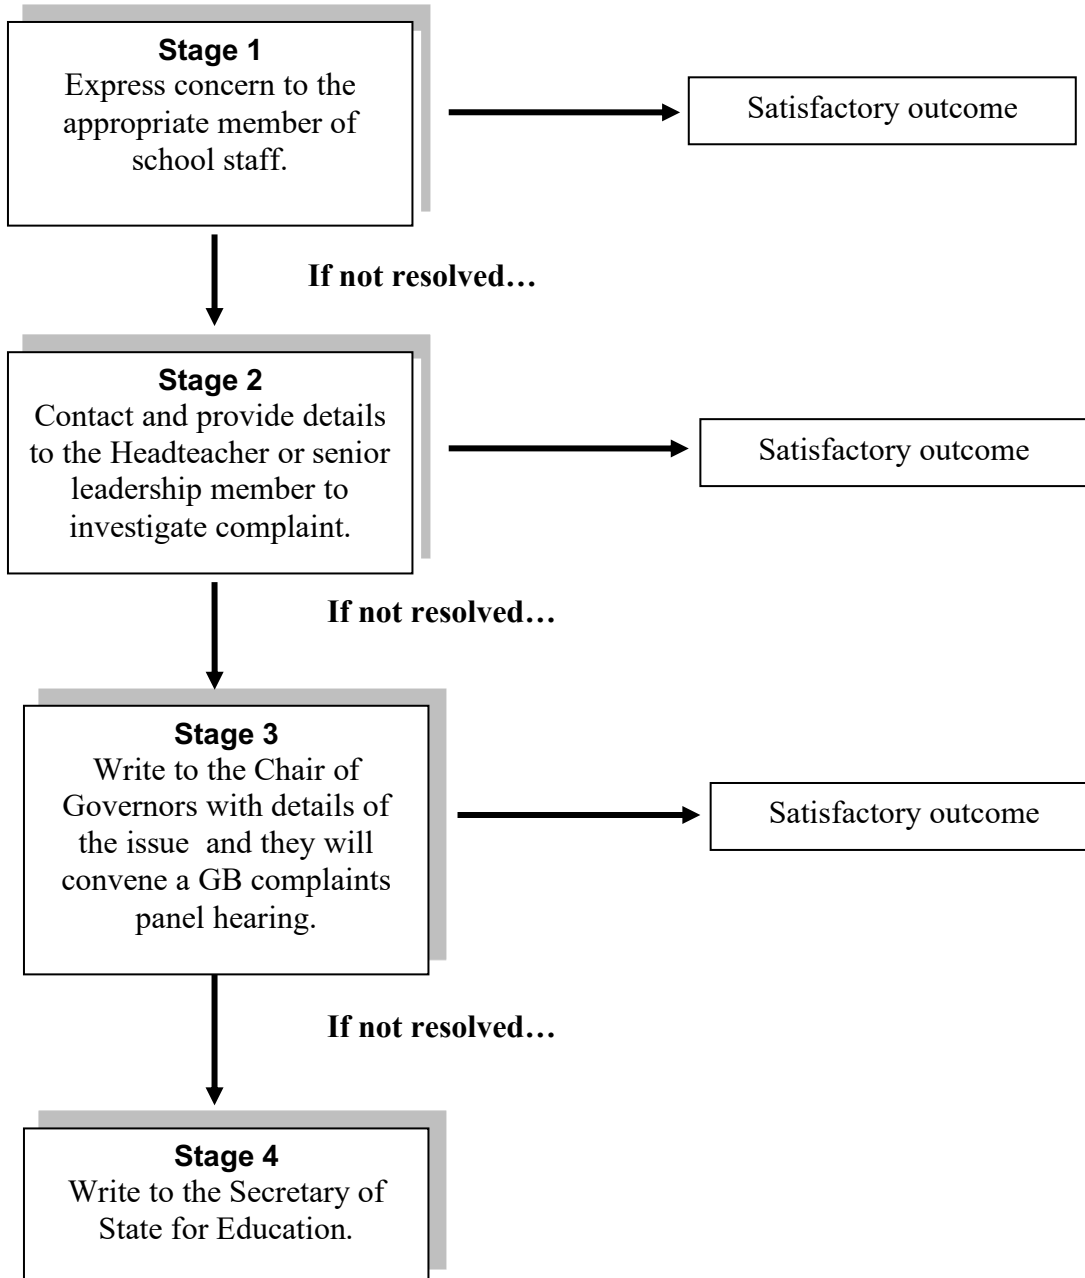 Stage 1
Express concern to the
appropriate member of
school staff.
Satisfactory outcome
If not resolved…
Stage 2
Contact and provide details
to the Headteacher or senior
leadership member to
investigate complaint.
Satisfactory outcome
If not resolved…
Stage 3
Write to the Chair of
Governors with details of
the issue  and they will
convene a GB complaints
panel hearing.
Satisfactory outcome
If not resolved…
Stage 4
Write to the Secretary of
State for Education.